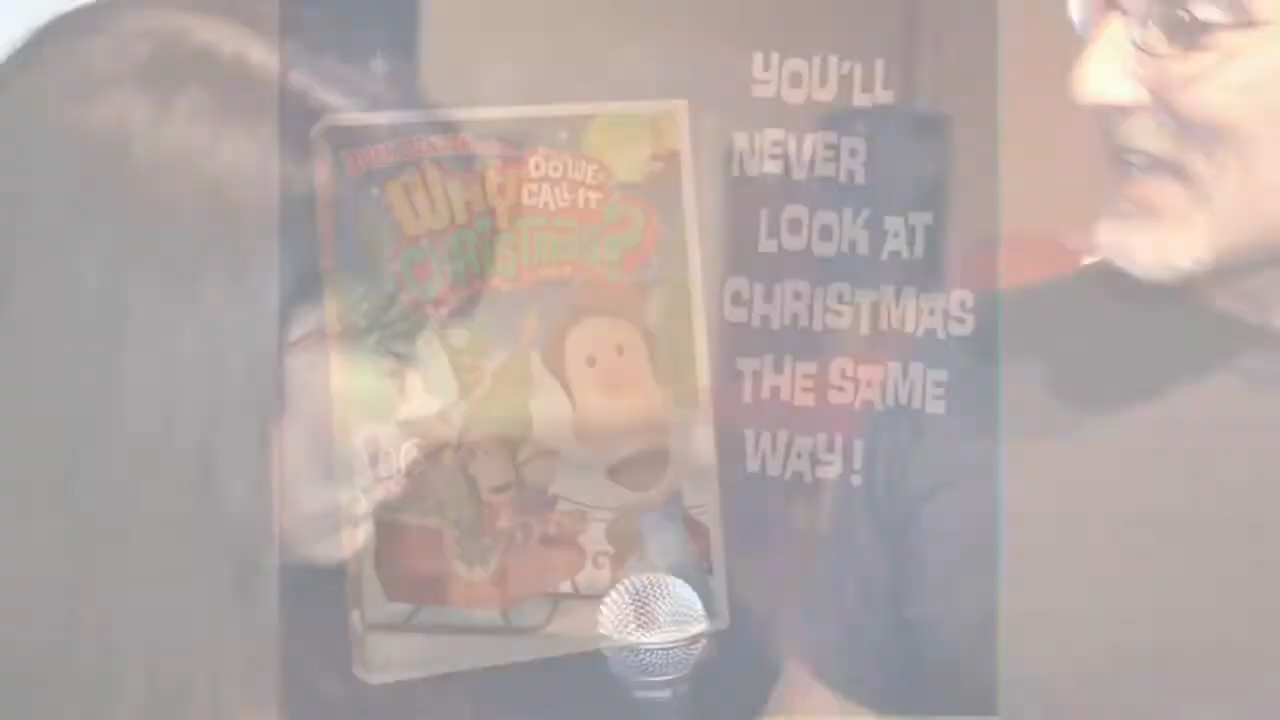 WHY
DO WE
CALL IT
CHRISTMAS?
YOU'LL
NEVER
LOOK AT
CHRISTMAS
THE SAME
WAY!